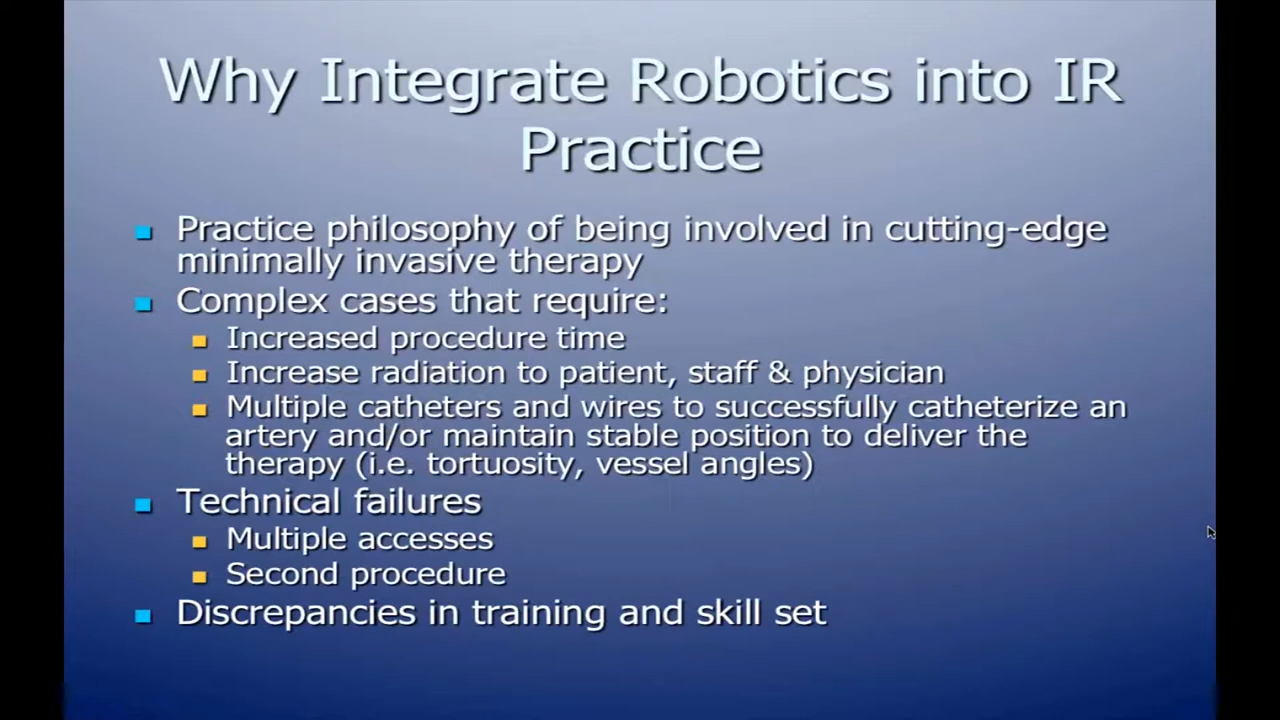 Why Integrate Robotics into IR
Practice
Practice philosophy of being involved in cutting-edge
minimally invasive therapy
Complex cases that require:
Increased procedure time
Increase radiation to patient, staff & physician
Multiple catheters and wires to successfully catheterize an
artery and/or maintain stable position to deliver the
therapy (i.e. tortuosity, vessel angles)
Technical failures
Multiple accesses
Second procedure
Discrepancies in training and skill set